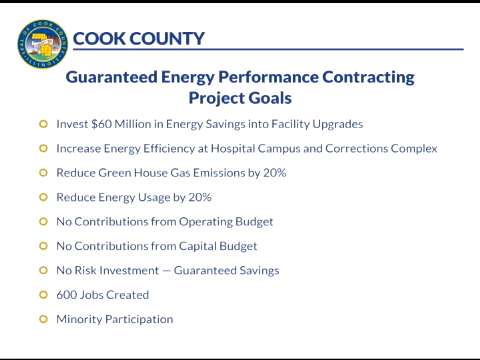 COOK COUNTY
Guaranteed Energy Performance Contracting
Project Goals
Invest $60 Million in Energy Savings into Facility Upgrades
Increase Energy Efficiency at Hospital Campus and Corrections Complex
Reduce Green House Gas Emissions by 20%
Reduce Energy Usage by 20%
No Contributions from Operating Budget
No Contributions from Capital Budget
No Risk Investment — Guaranteed Savings
600 Jobs Created
Minority Participation